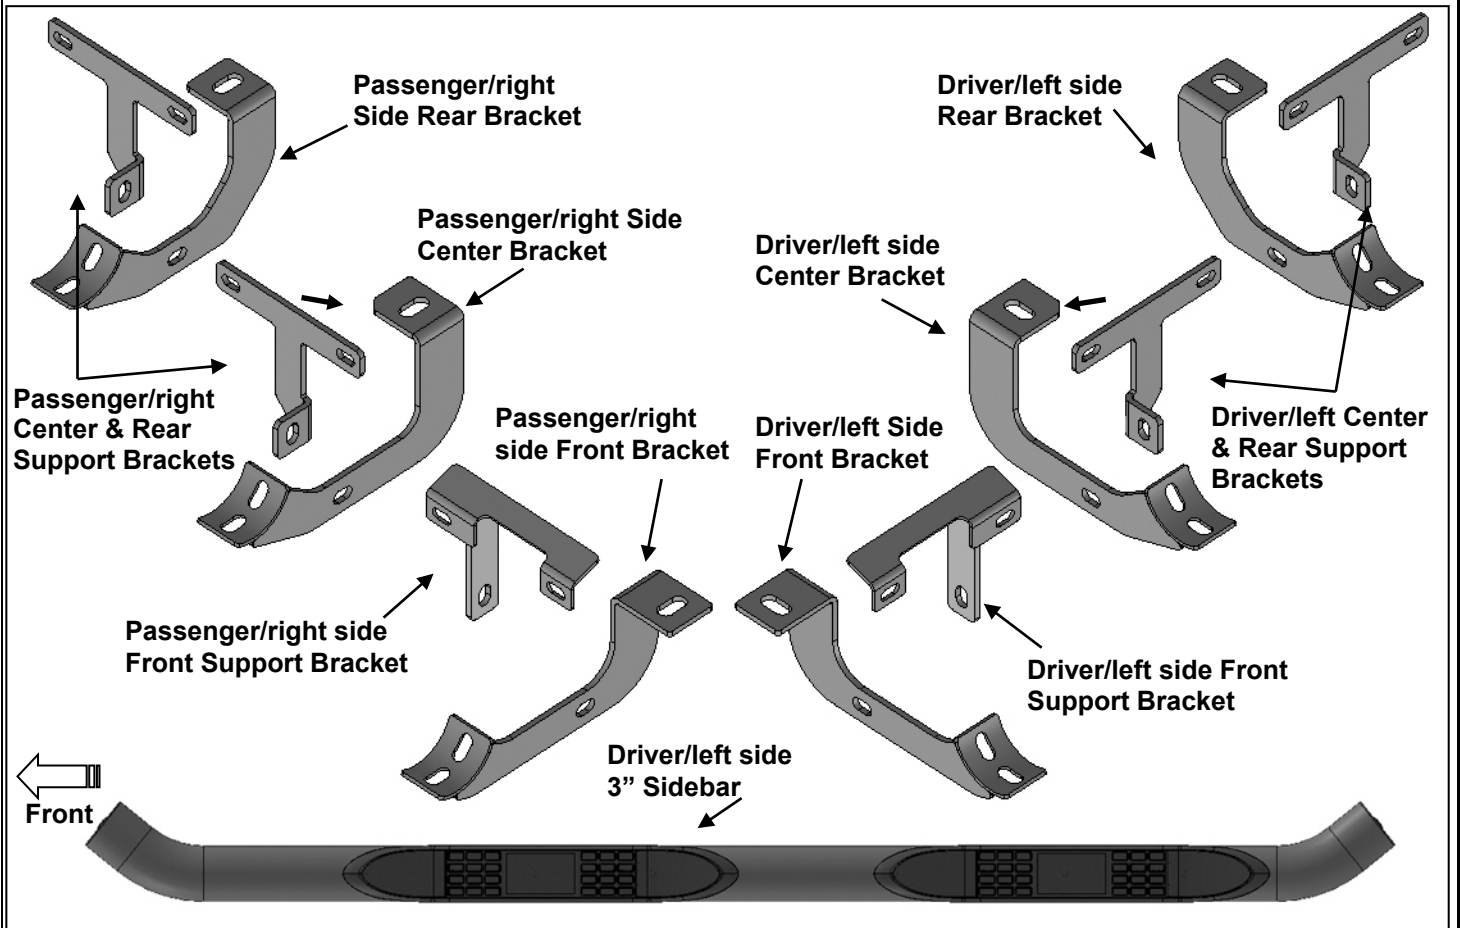 Passenger/right
Side Rear Bracket
Driver/left side
Rear Bracket
Passenger/right Side
Center Bracket
Driver/left side
Center Bracket
Passenger/right
Center & Rear
Support Brackets
Passenger/right
side Front Bracket
Driver/left Side
Front Bracket
Driver/left Center
& Rear Support
Brackets
Passenger/right side
Front Support Bracket
Driver/left side Front
Support Bracket
Driver/left side
3” Sidebar
Front